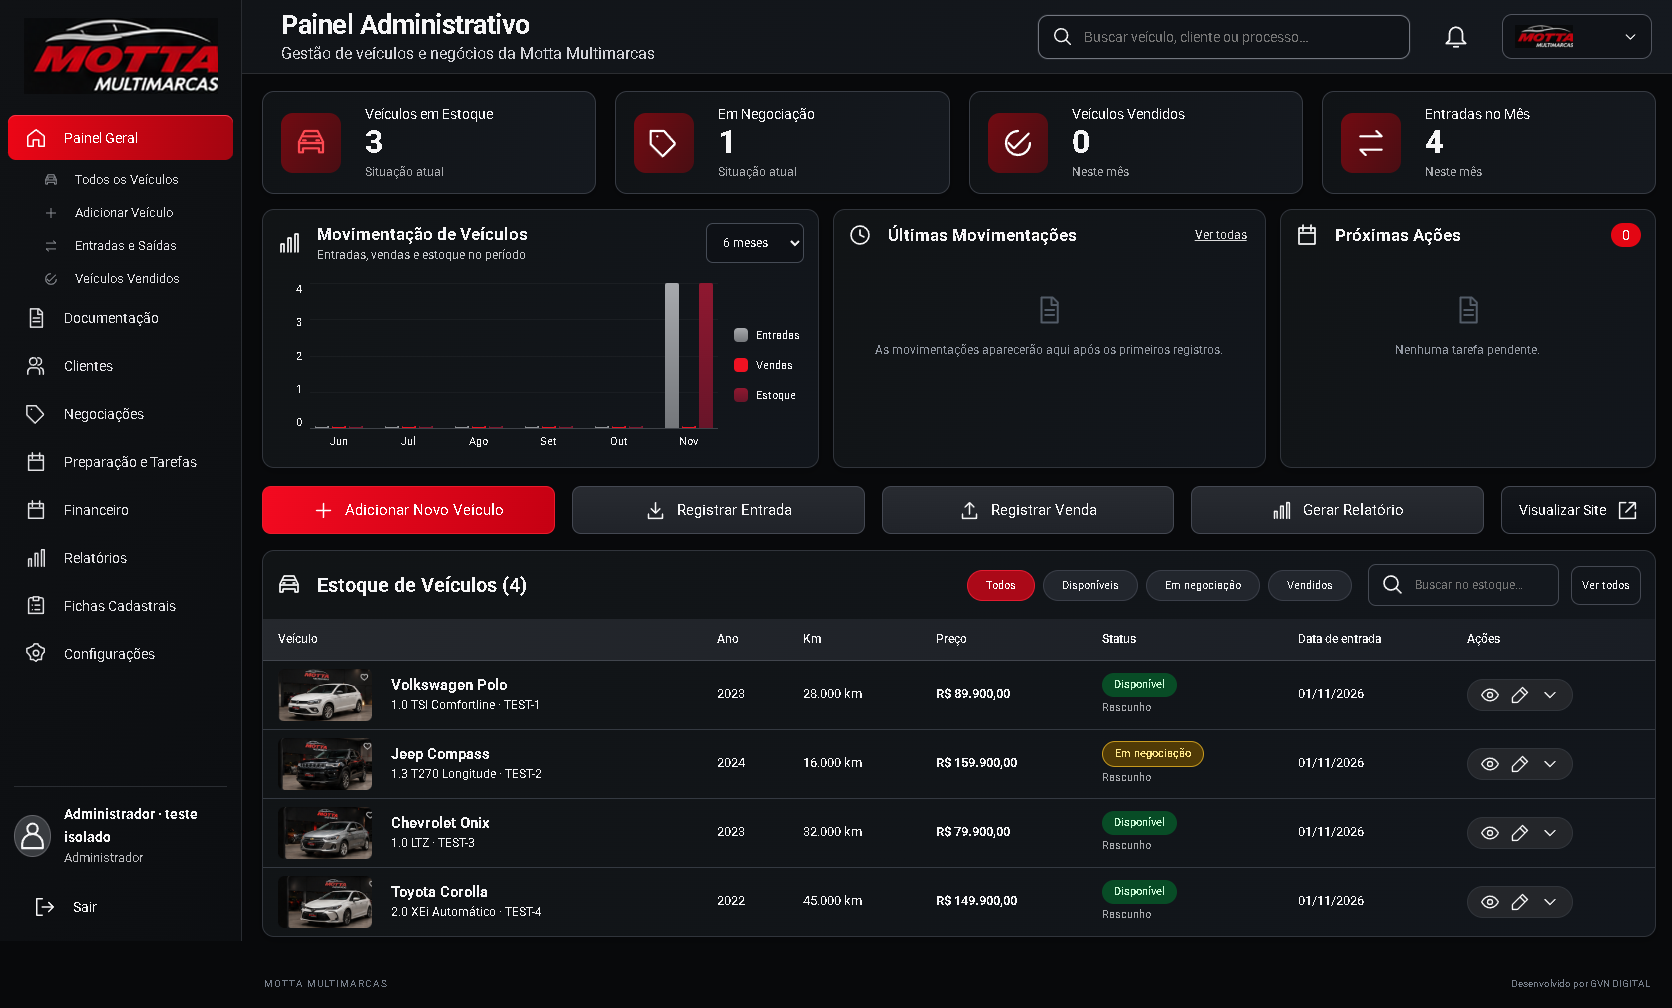 MOTTA
MULTIMARCAS
Painel Geral
Todos os Veículos
Adicionar Veículo
Entradas e Saídas
Veículos Vendidos
Documentação
Clientes
Negociações
Preparação e Tarefas
Financeiro
Relatórios
Fichas Cadastrais
Configurações
Administrador · teste
isolado
Administrador
Sair
Painel Administrativo
Gestão de veículos e negócios da Motta Multimarcas
Buscar veículo, cliente ou processo...
MOTTA
MULTIMARCAS
Veículos em Estoque
3
Situação atual
Em Negociação
1
Situação atual
Veículos Vendidos
0
Neste mês
Entradas no Mês
4
Neste mês
Movimentação de Veículos
Entradas, vendas e estoque no período
6 meses
4
3
2
1
0
Jun Jul Ago Set Out Nov
Entradas
Vendas
Estoque
Últimas Movimentações
Ver todas
As movimentações aparecerão aqui após os primeiros registros.
Próximas Ações
0
Nenhuma tarefa pendente.
Adicionar Novo Veículo
Registrar Entrada
Registrar Venda
Gerar Relatório
Visualizar Site
Estoque de Veículos (4)
Todos
Disponíveis
Em negociação
Vendidos
Buscar no estoque...
Ver todos
Veículo Ano Km Preço Status Data de entrada Ações
Volkswagen Polo
1.0 TSI Comfortline · TEST-1
2023 28.000 km R$ 89.900,00 Disponível 01/11/2026
Rascunho
Jeep Compass
1.3 T270 Longitude · TEST-2
2024 16.000 km R$ 159.900,00 Em negociação 01/11/2026
Rascunho
Chevrolet Onix
1.0 LTZ · TEST-3
2023 32.000 km R$ 79.900,00 Disponível 01/11/2026
Rascunho
Toyota Corolla
2.0 XEi Automático · TEST-4
2022 45.000 km R$ 149.900,00 Disponível 01/11/2026
Rascunho
MOTTA MULTIMARCAS
Desenvolvido por GVN DIGITAL